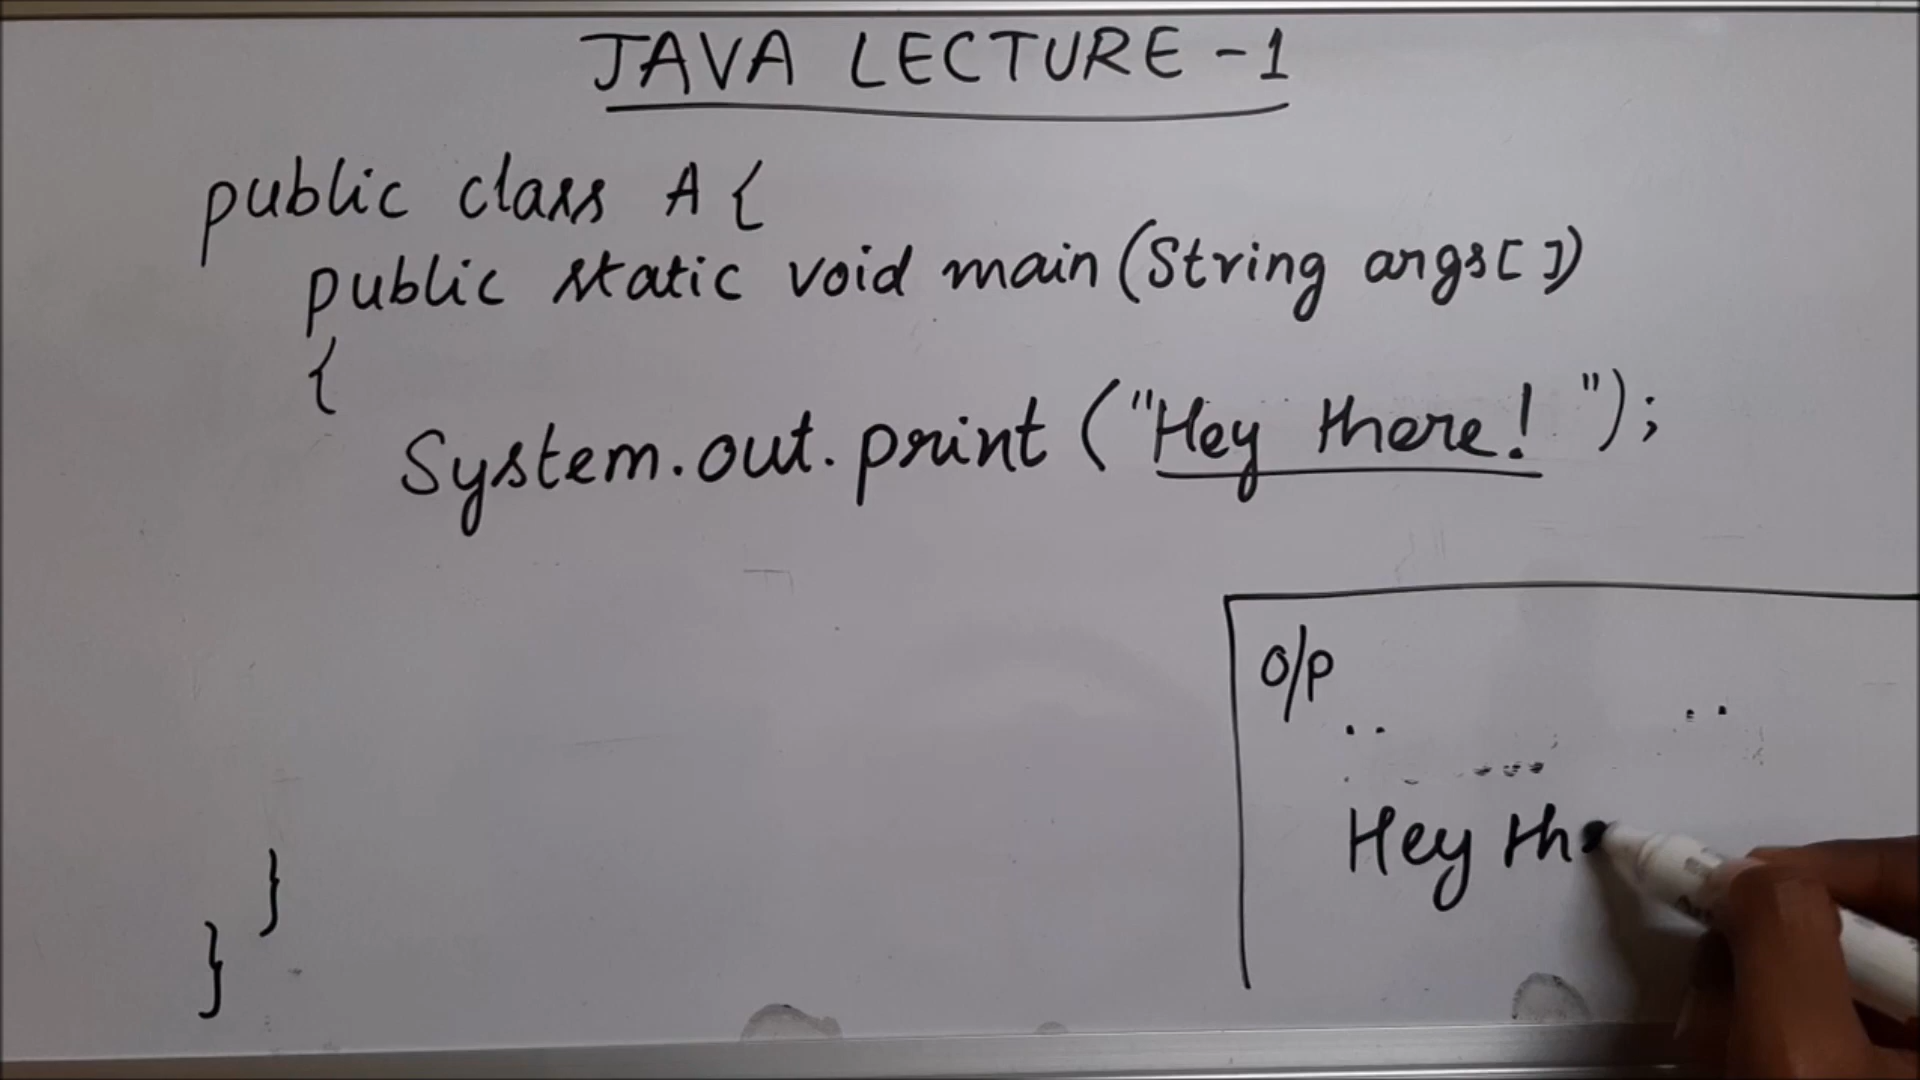 JAVA LECTURE -1
public class A {
public static void main (String args[])
{
System.out.print ("Hey there! ");
O/P
Hey th
}
}